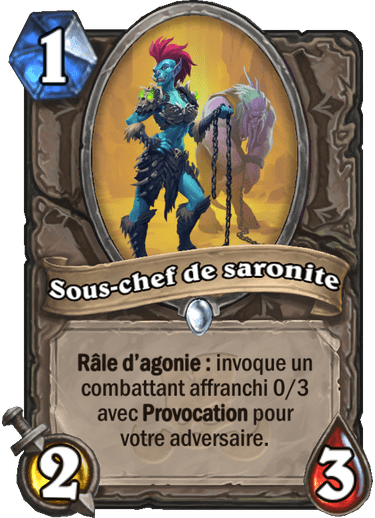 1
Sous-chef de saronite
Râle d’agonie : invoque un
combattant affranchi 0/3
avec Provocation pour
votre adversaire.
2
3